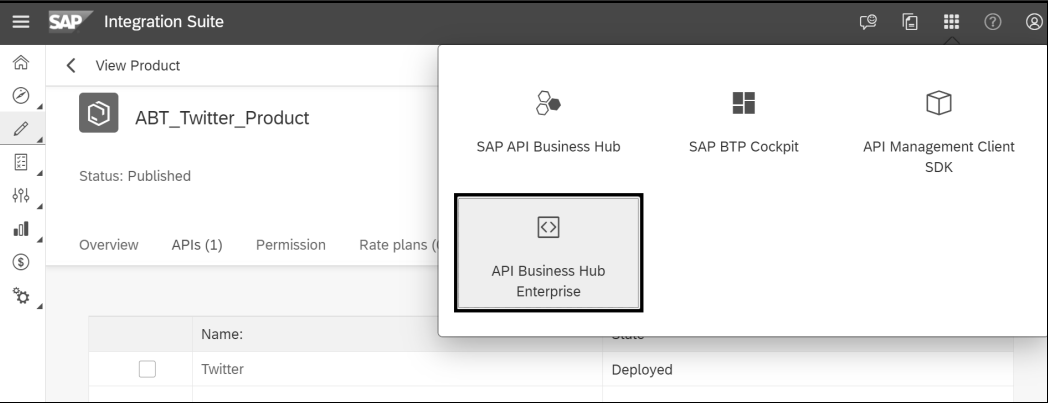 SAP Integration Suite
View Product
ABT_Twitter_Product
Status: Published
Overview APIs (1) Permission Rate plans (
SAP API Business Hub
SAP BTP Cockpit
API Management Client
SDK
API Business Hub
Enterprise
Name:
State
Twitter
Deployed